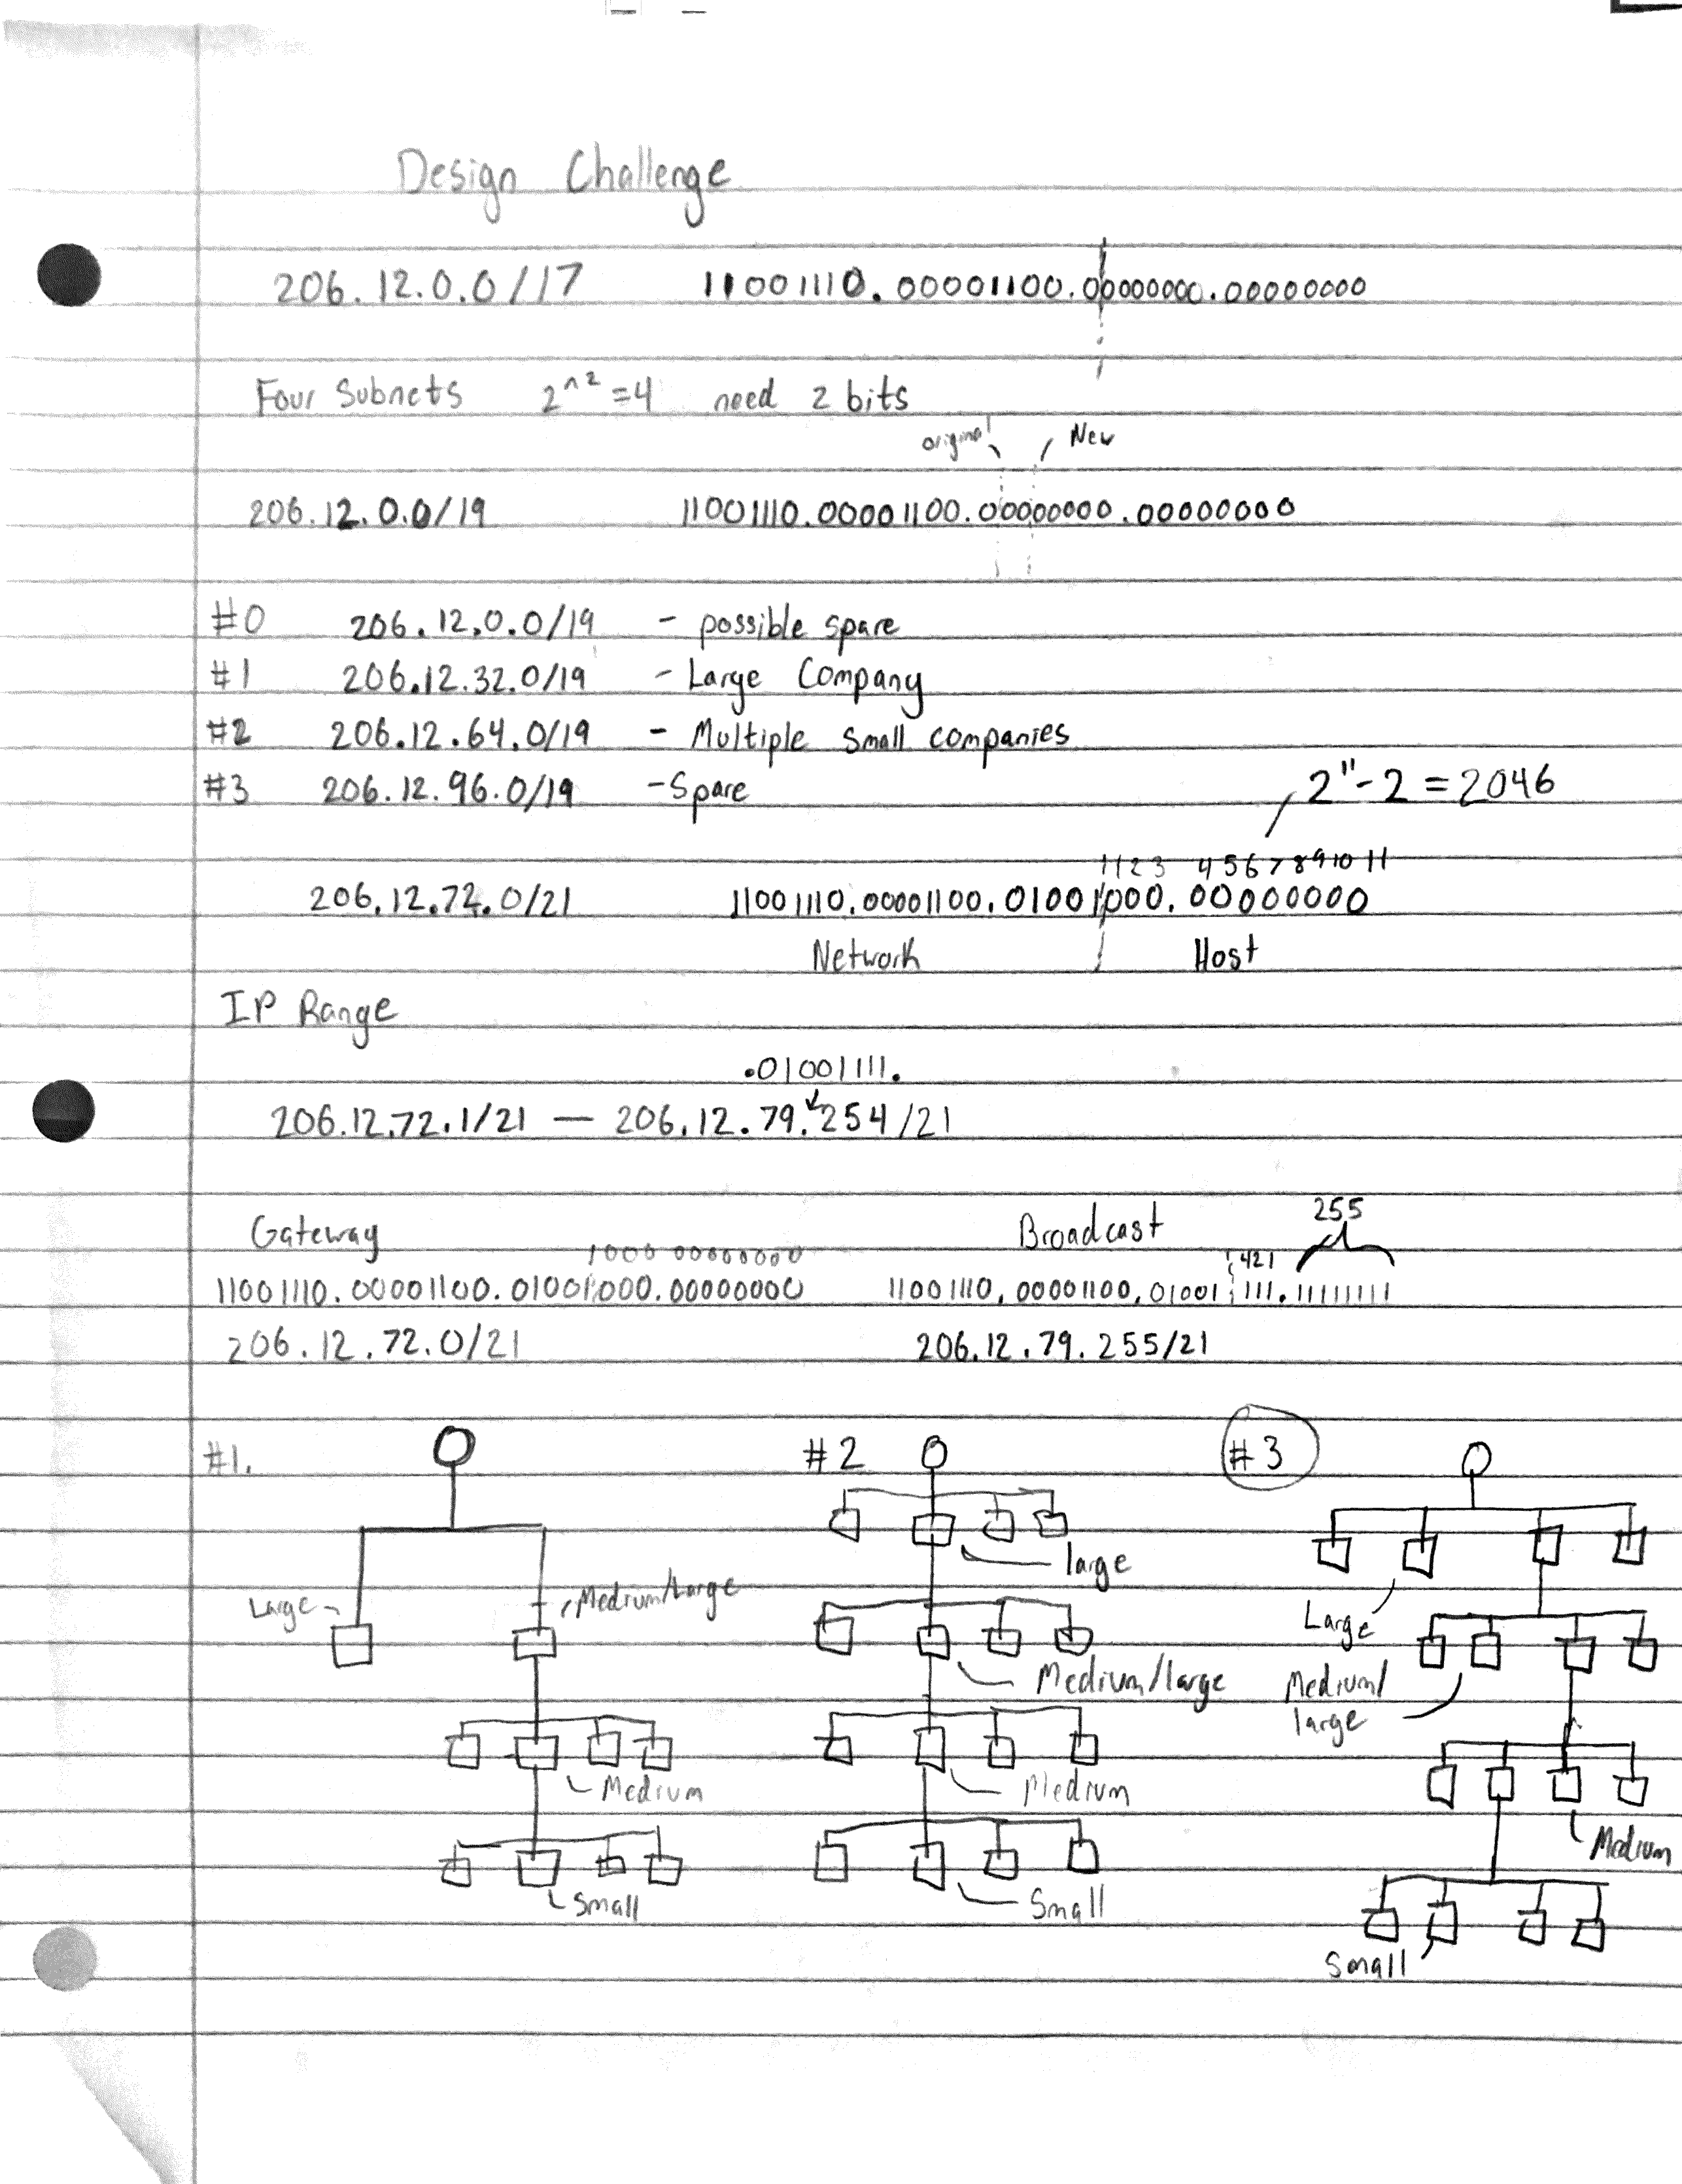 Design Challenge
206.12.0.0/17 11001110.00001100.00000000.00000000
Four Subnets 2^2=4 need 2 bits
original New
206.12.0.0/19 11001110.00001100.00000000.00000000
#0 206.12.0.0/19 - possible spare
#1 206.12.32.0/19 - Large Company
#2 206.12.64.0/19 - Multiple small companies
#3 206.12.96.0/19 - Spare
2¹¹-2=2046
1 2 3 4 5 6 7 8 9 10 11
206.12.72.0/21 11001110.00001100.01001000.00000000
Network Host
IP Range
.01001111.
206.12.72.1/21 — 206.12.79.254/21
255
Gateway Broadcast
1000 00000000 421
11001110.00001100.01001000.00000000 11001110.00001100.01001111.11111111
206.12.72.0/21 206.12.79.255/21
#1. #2 #3
large
Large Medium/Large Large
Medium/large Medium/
large
Medium Medium
Medium
Small Small
Small